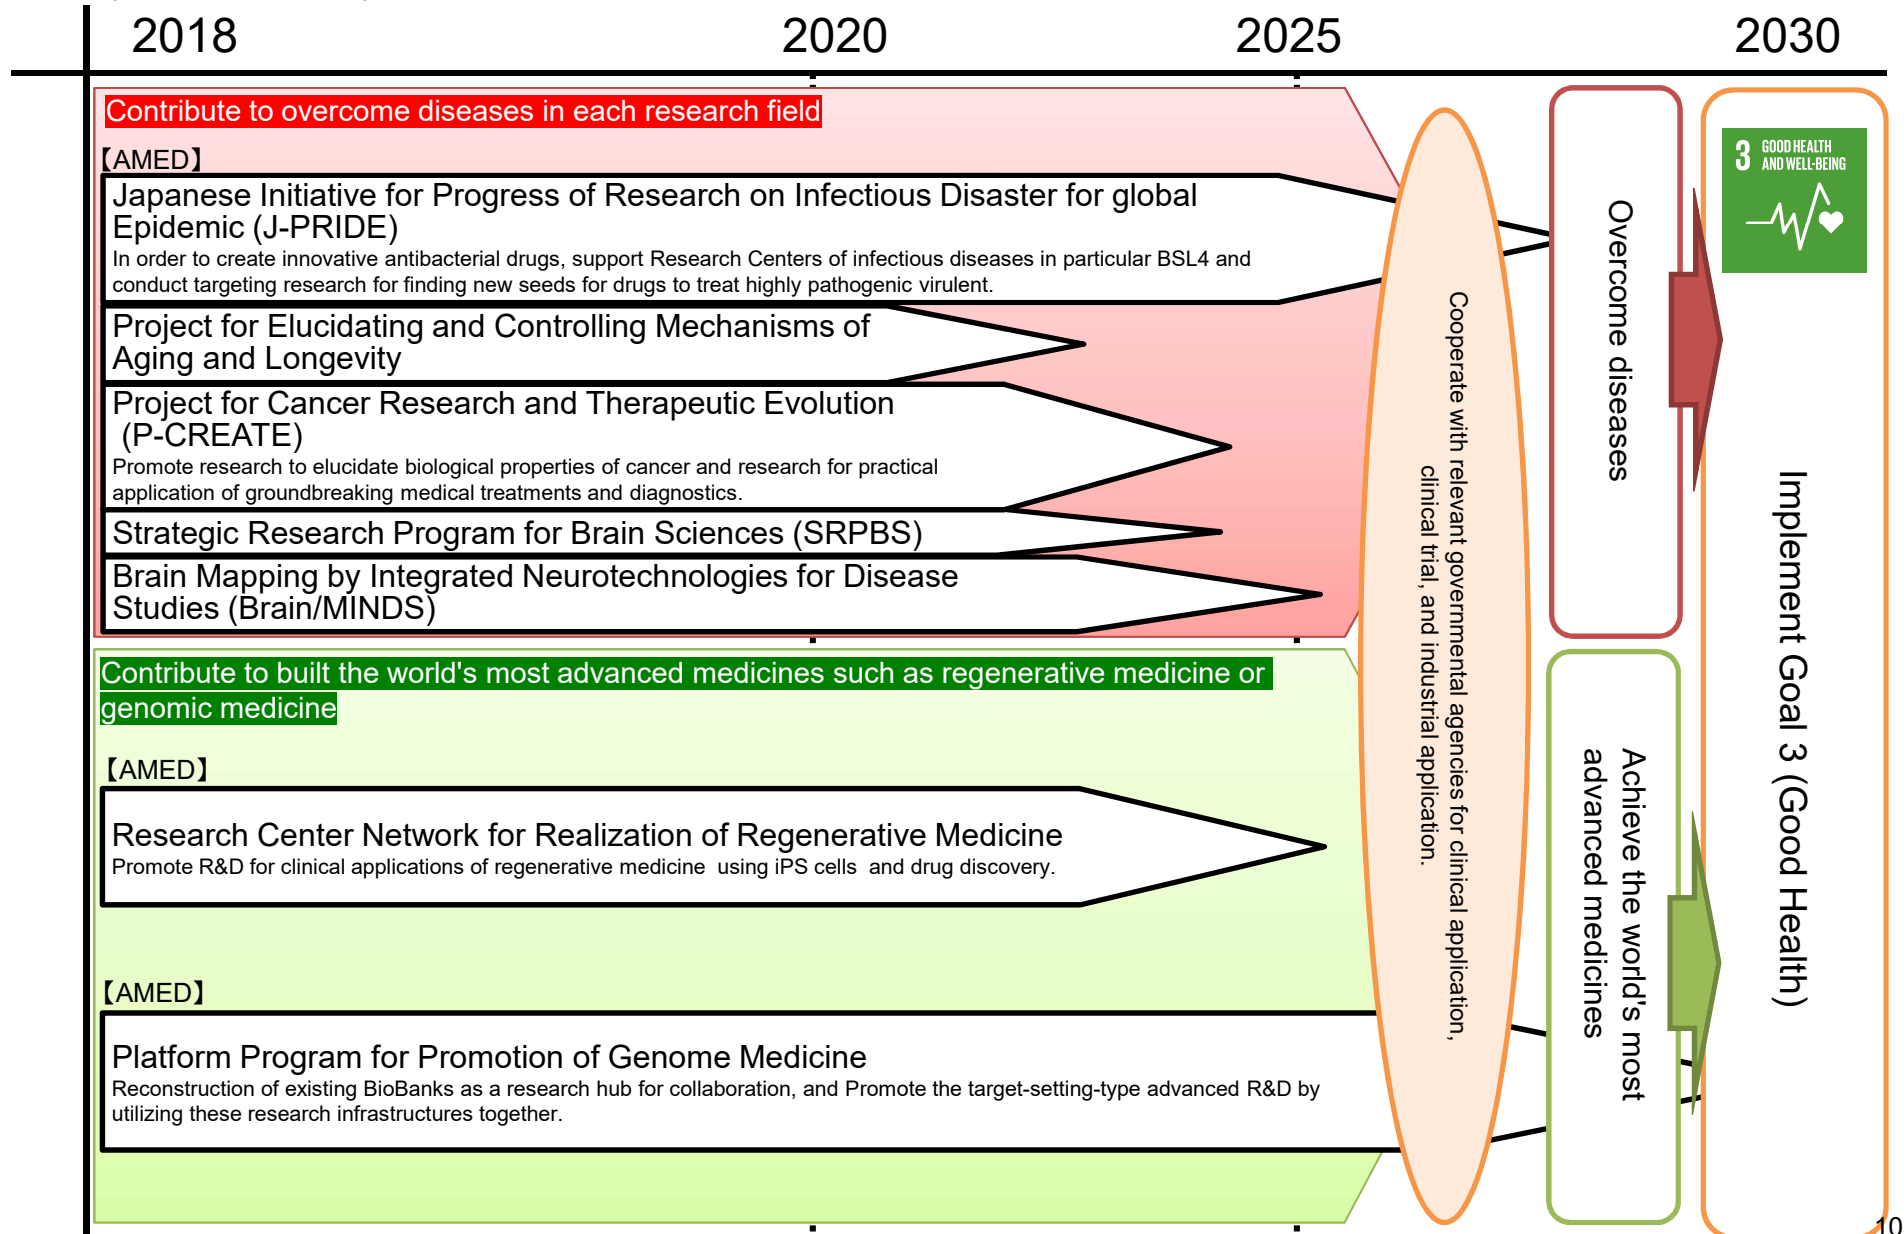 2018
2020
2025
2030
Contribute to overcome diseases in each research field
【AMED】
Japanese Initiative for Progress of Research on Infectious Disaster for global
Epidemic (J-PRIDE)
In order to create innovative antibacterial drugs, support Research Centers of infectious diseases in particular BSL4 and
conduct targeting research for finding new seeds for drugs to treat highly pathogenic virulent.
Project for Elucidating and Controlling Mechanisms of
Aging and Longevity
Project for Cancer Research and Therapeutic Evolution
(P-CREATE)
Promote research to elucidate biological properties of cancer and research for practical
application of groundbreaking medical treatments and diagnostics.
Strategic Research Program for Brain Sciences (SRPBS)
Brain Mapping by Integrated Neurotechnologies for Disease
Studies (Brain/MINDS)
Contribute to built the world's most advanced medicines such as regenerative medicine or
genomic medicine
【AMED】
Research Center Network for Realization of Regenerative Medicine
Promote R&D for clinical applications of regenerative medicine using iPS cells and drug discovery.
【AMED】
Platform Program for Promotion of Genome Medicine
Reconstruction of existing BioBanks as a research hub for collaboration, and Promote the target-setting-type advanced R&D by
utilizing these research infrastructures together.
Cooperate with relevant governmental agencies for clinical application,
clinical trial, and industrial application.
Overcome diseases
Achieve the world's most
advanced medicines
3 GOOD HEALTH
AND WELL-BEING
Implement Goal 3 (Good Health)
10